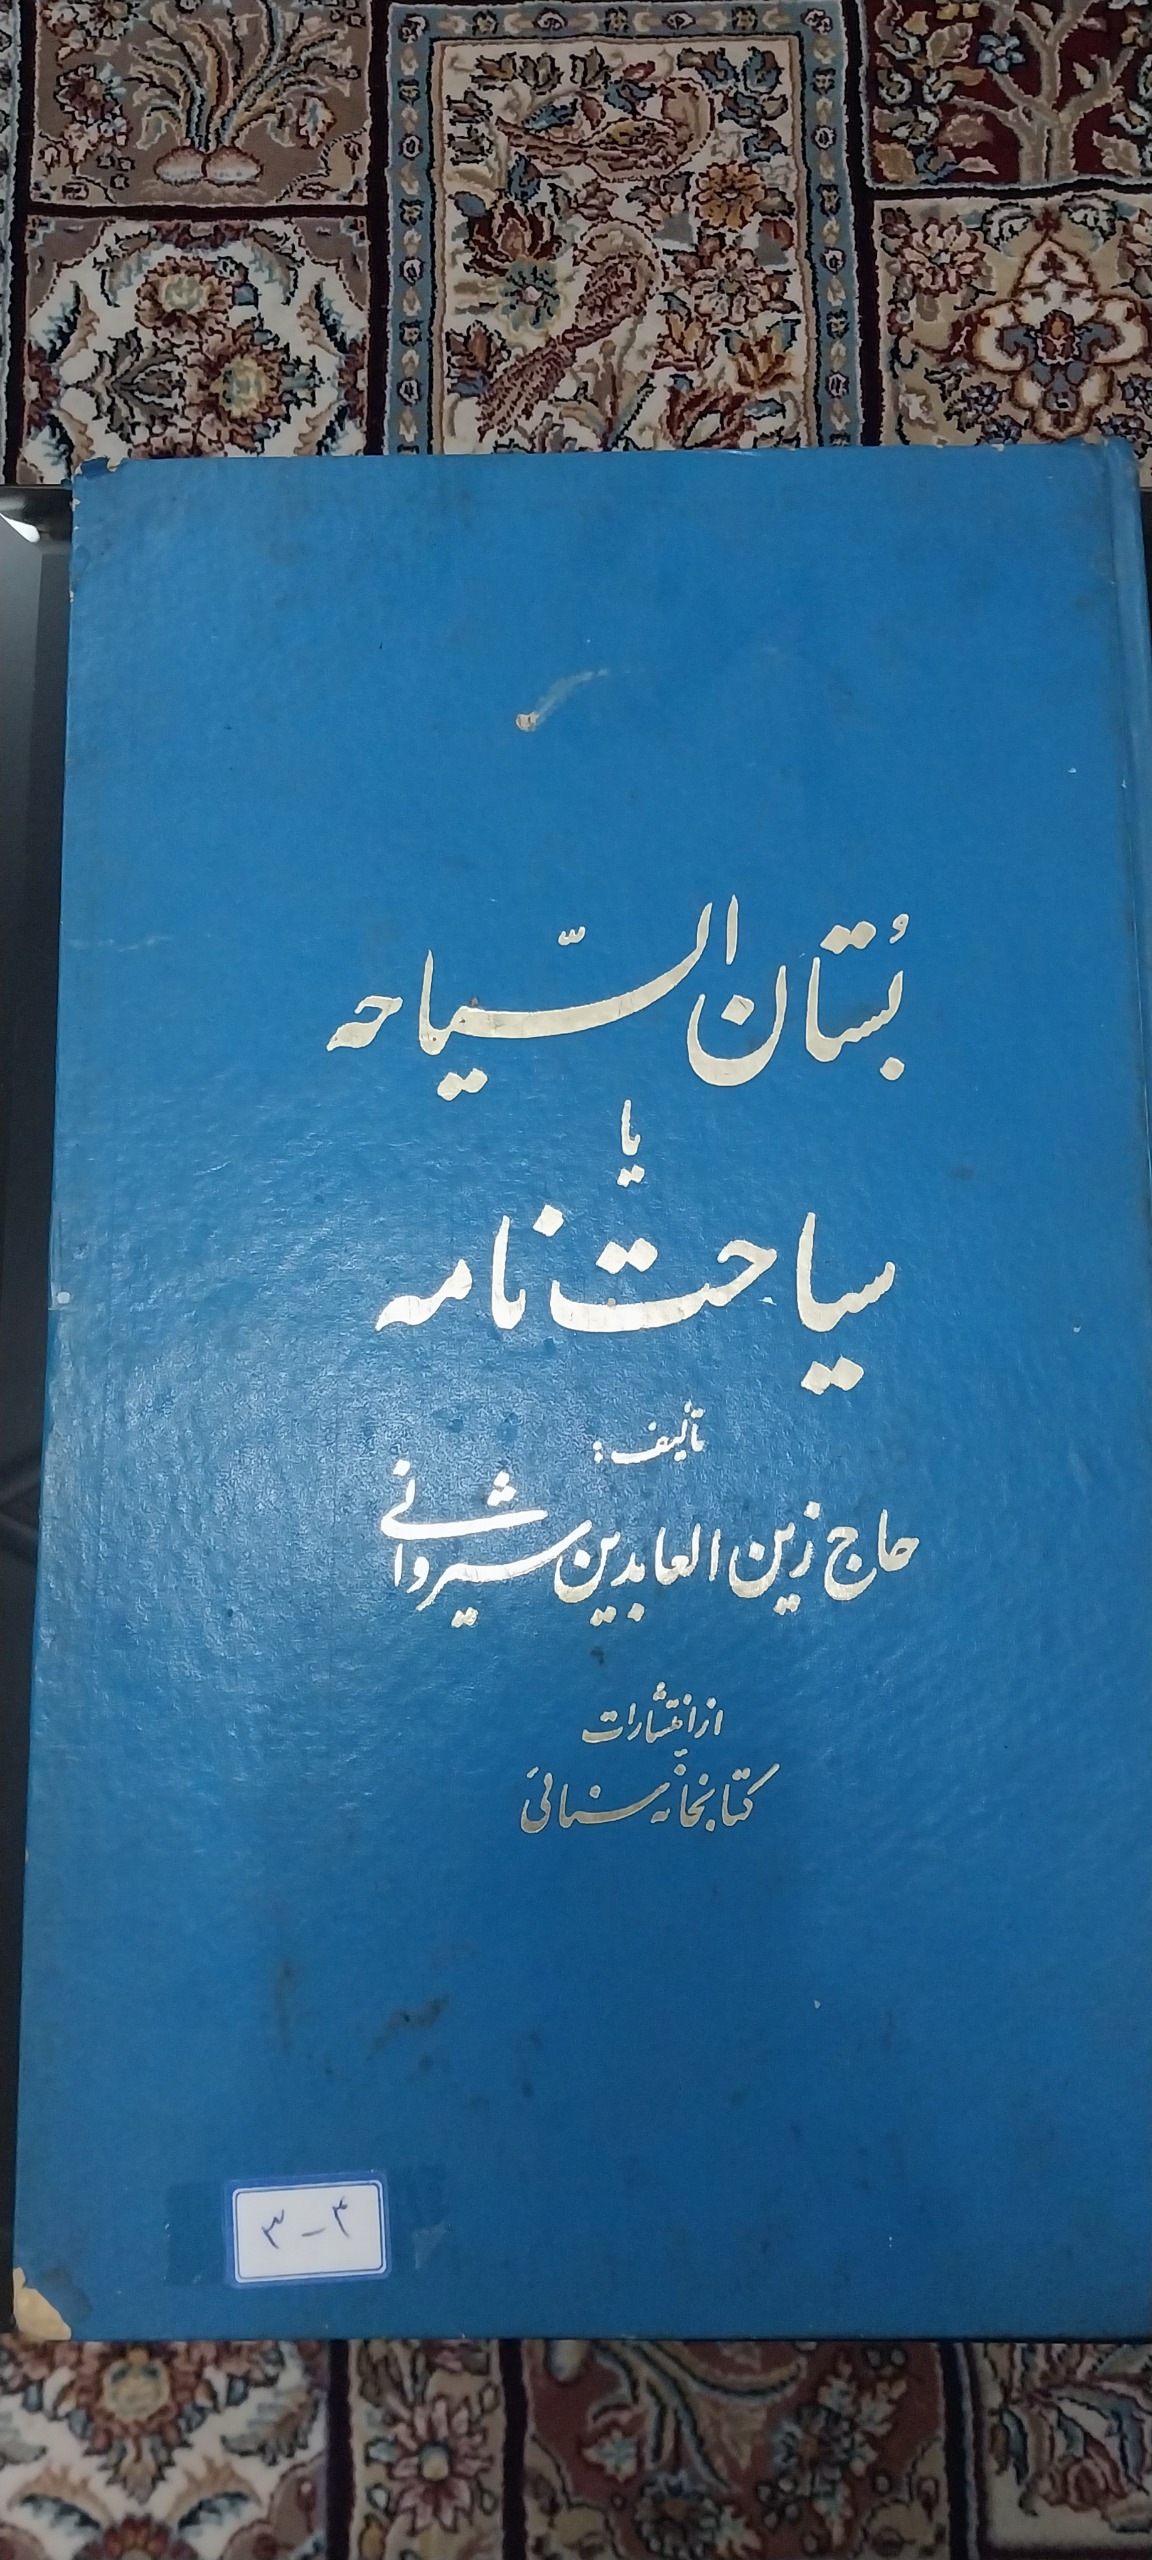 بُستان السّیاحه
یا
سیاحت نامه
تألیف:
حاج زین العابدین شیروانی
از انتشارات
کتابخانه سنائی
۳ - ۳